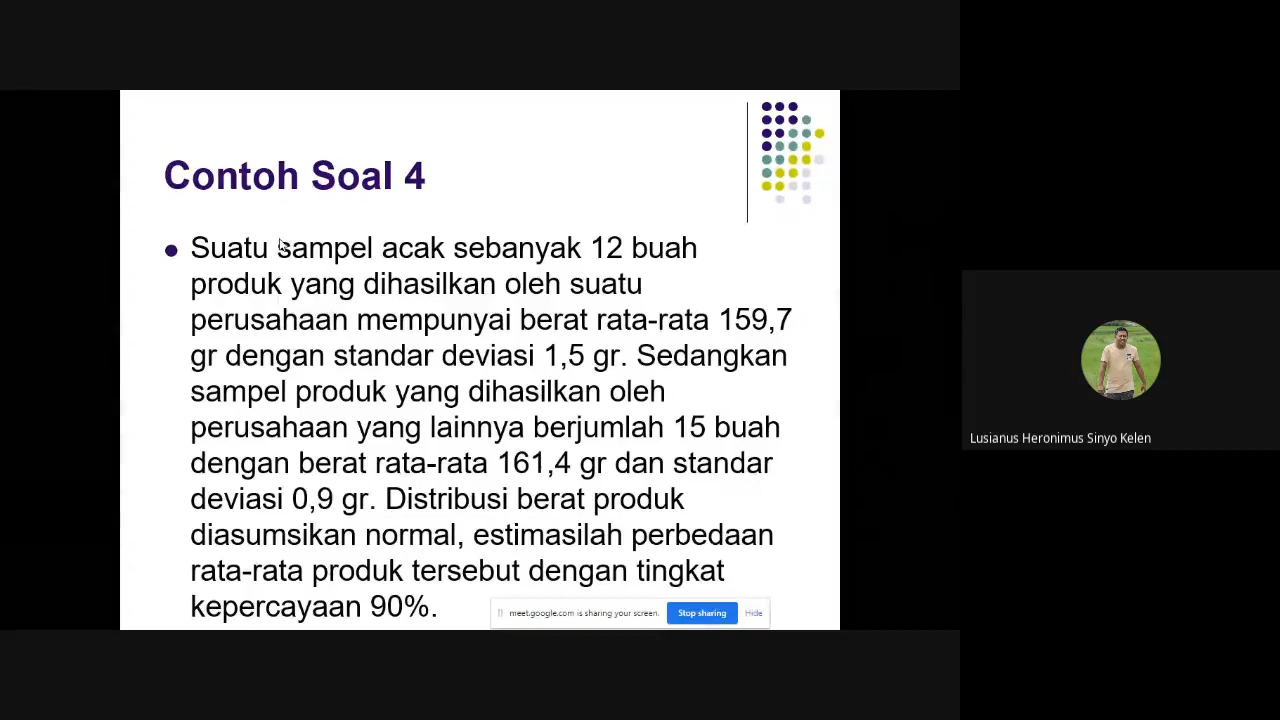 Contoh Soal 4
Suatu sampel acak sebanyak 12 buah
produk yang dihasilkan oleh suatu
perusahaan mempunyai berat rata-rata 159,7
gr dengan standar deviasi 1,5 gr. Sedangkan
sampel produk yang dihasilkan oleh
perusahaan yang lainnya berjumlah 15 buah
dengan berat rata-rata 161,4 gr dan standar
deviasi 0,9 gr. Distribusi berat produk
diasumsikan normal, estimasilah perbedaan
rata-rata produk tersebut dengan tingkat
kepercayaan 90%.
meet.google.com is sharing your screen.
Stop sharing
Hide
Lusianus Heronimus Sinyo Kelen